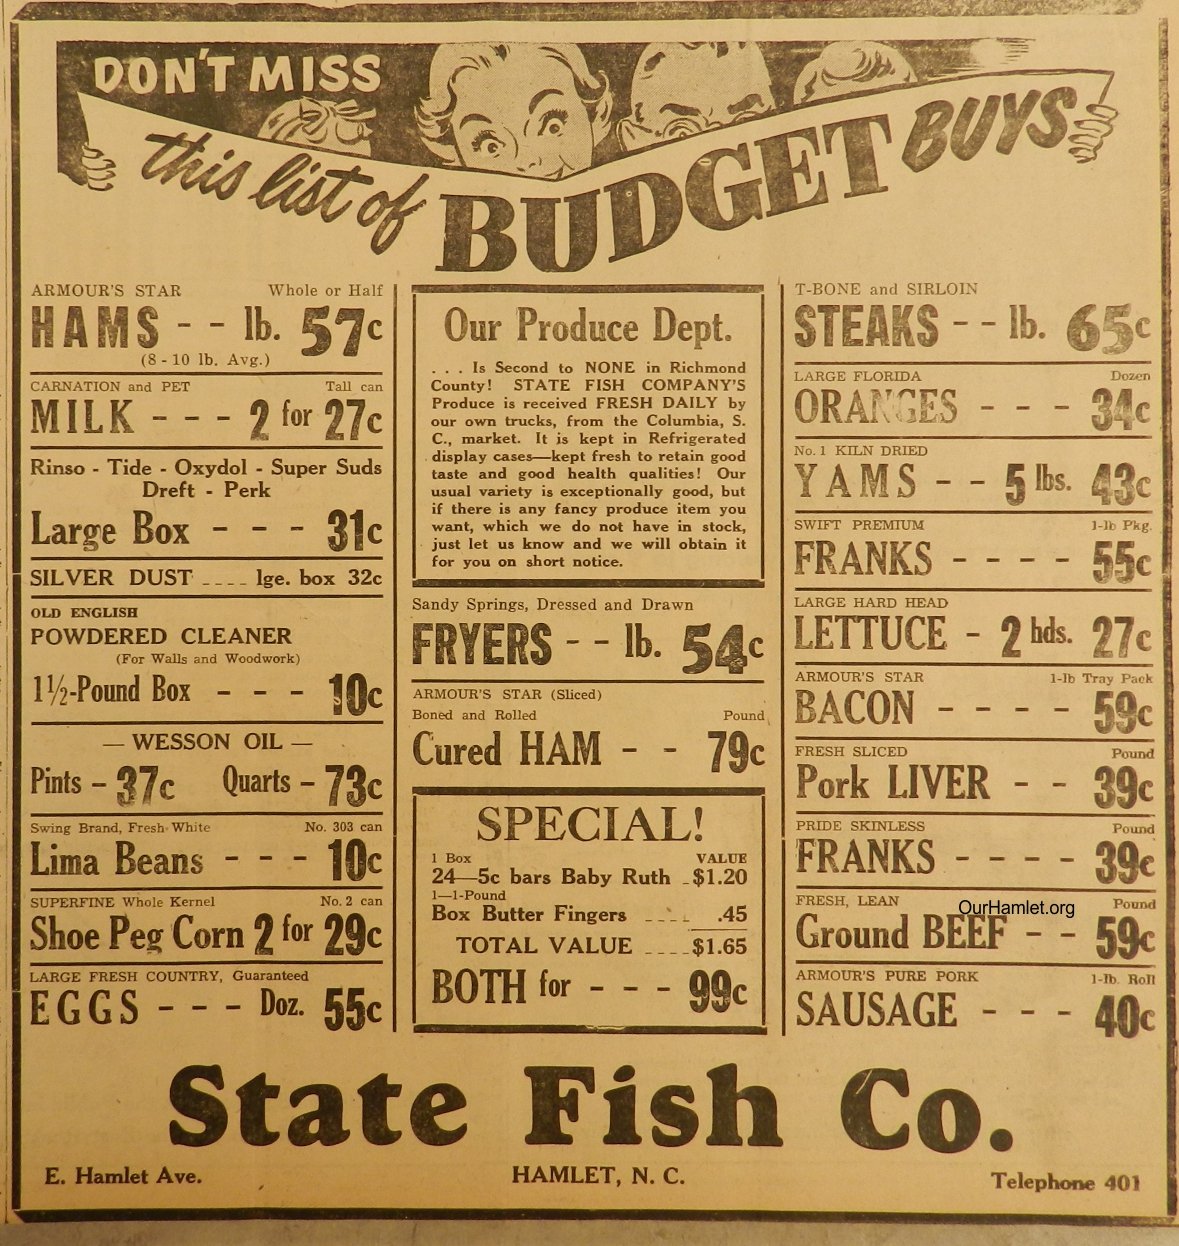 DON'T MISS
this list of BUDGET BUYS
ARMOUR'S STAR Whole or Half
HAMS - - lb. 57c
(8 - 10 lb. Avg.)
CARNATION and PET Tall can
MILK - - - 2 for 27c
Rinso - Tide - Oxydol - Super Suds
Dreft - Perk
Large Box - - - 31c
SILVER DUST .... lge. box 32c
OLD ENGLISH
POWDERED CLEANER
(For Walls and Woodwork)
1½-Pound Box - - - 10c
— WESSON OIL —
Pints - 37c Quarts - 73c
Swing Brand, Fresh White No. 303 can
Lima Beans - - - 10c
SUPERFINE Whole Kernel No. 2 can
Shoe Peg Corn 2 for 29c
LARGE FRESH COUNTRY, Guaranteed
EGGS - - - Doz. 55c
Our Produce Dept.
. . . Is Second to NONE in Richmond
County! STATE FISH COMPANY'S
Produce is received FRESH DAILY by
our own trucks, from the Columbia, S.
C., market. It is kept in Refrigerated
display cases—kept fresh to retain good
taste and good health qualities! Our
usual variety is exceptionally good, but
if there is any fancy produce item you
want, which we do not have in stock,
just let us know and we will obtain it
for you on short notice.
Sandy Springs, Dressed and Drawn
FRYERS - - lb. 54c
ARMOUR'S STAR (Sliced)
Boned and Rolled Pound
Cured HAM - - 79c
SPECIAL!
1 Box VALUE
24—5c bars Baby Ruth - $1.20
1—1-Pound
Box Butter Fingers .... .45
TOTAL VALUE .... $1.65
BOTH for - - - 99c
T-BONE and SIRLOIN
STEAKS - - lb. 65c
LARGE FLORIDA Dozen
ORANGES - - - 34c
No. 1 KILN DRIED
YAMS - - 5 lbs. 43c
SWIFT PREMIUM 1-lb Pkg.
FRANKS - - - - 55c
LARGE HARD HEAD
LETTUCE - 2 hds. 27c
ARMOUR'S STAR 1-lb Tray Pack
BACON - - - - 59c
FRESH SLICED Pound
Pork LIVER - - 39c
PRIDE SKINLESS Pound
FRANKS - - - - 39c
FRESH, LEAN Pound
OurHamlet.org
Ground BEEF - - 59c
ARMOUR'S PURE PORK 1-lb. Roll
SAUSAGE - - - 40c
State Fish Co.
E. Hamlet Ave. HAMLET, N. C. Telephone 401